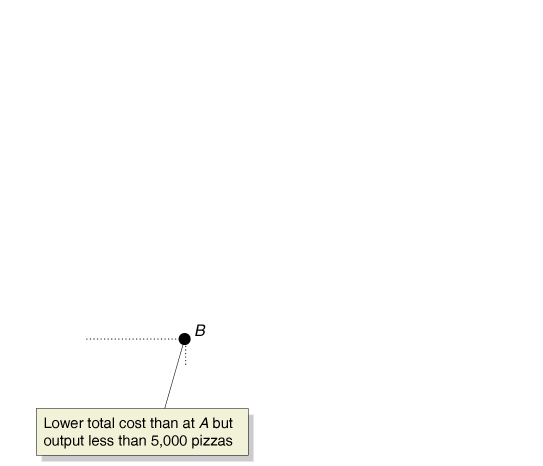 B
Lower total cost than at A but
output less than 5,000 pizzas